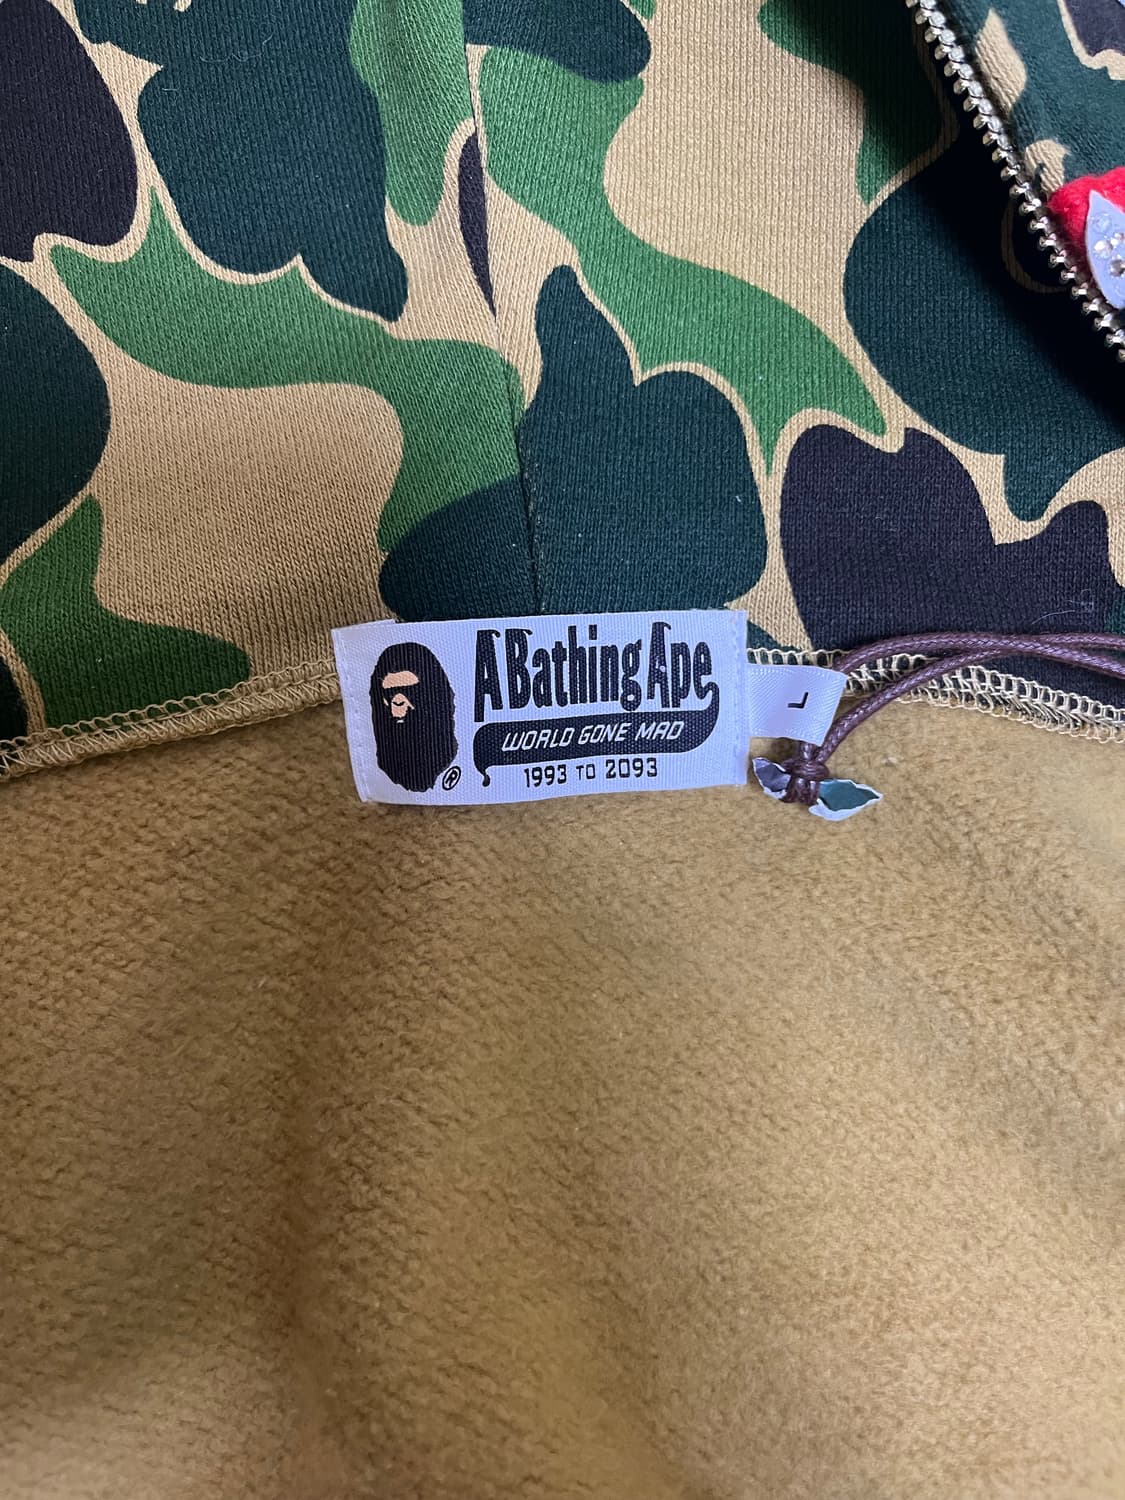 A Bathing Ape
WORLD GONE MAD
®
1993 TO 2093
L